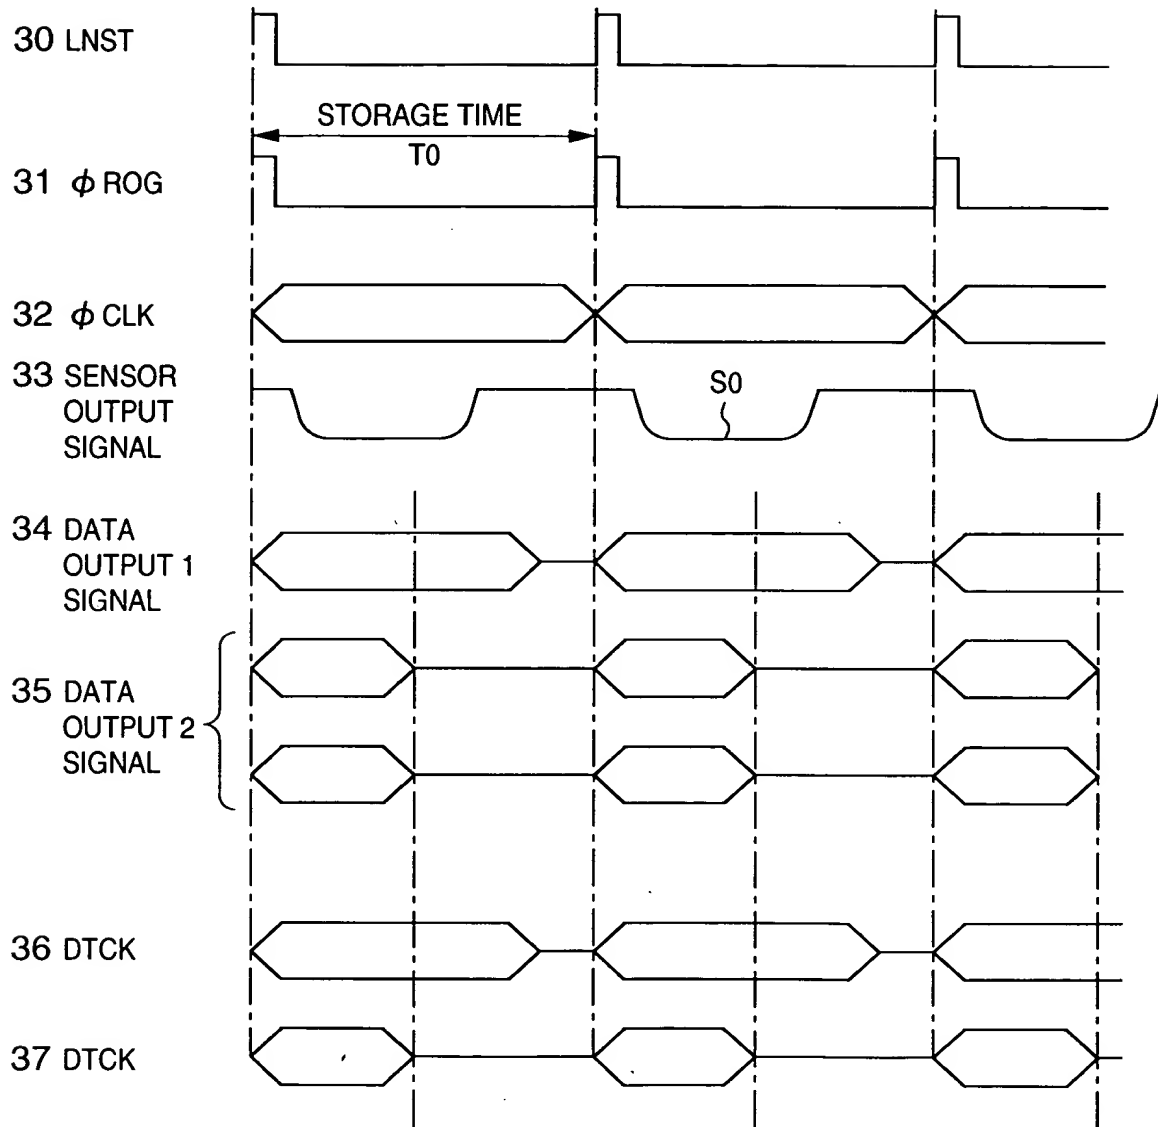 30 LNST
STORAGE TIME
T0
31 ϕ ROG
32 ϕ CLK
33 SENSOR
OUTPUT
SIGNAL
S0
34 DATA
OUTPUT 1
SIGNAL
35 DATA
OUTPUT 2
SIGNAL
36 DTCK
37 DTCK